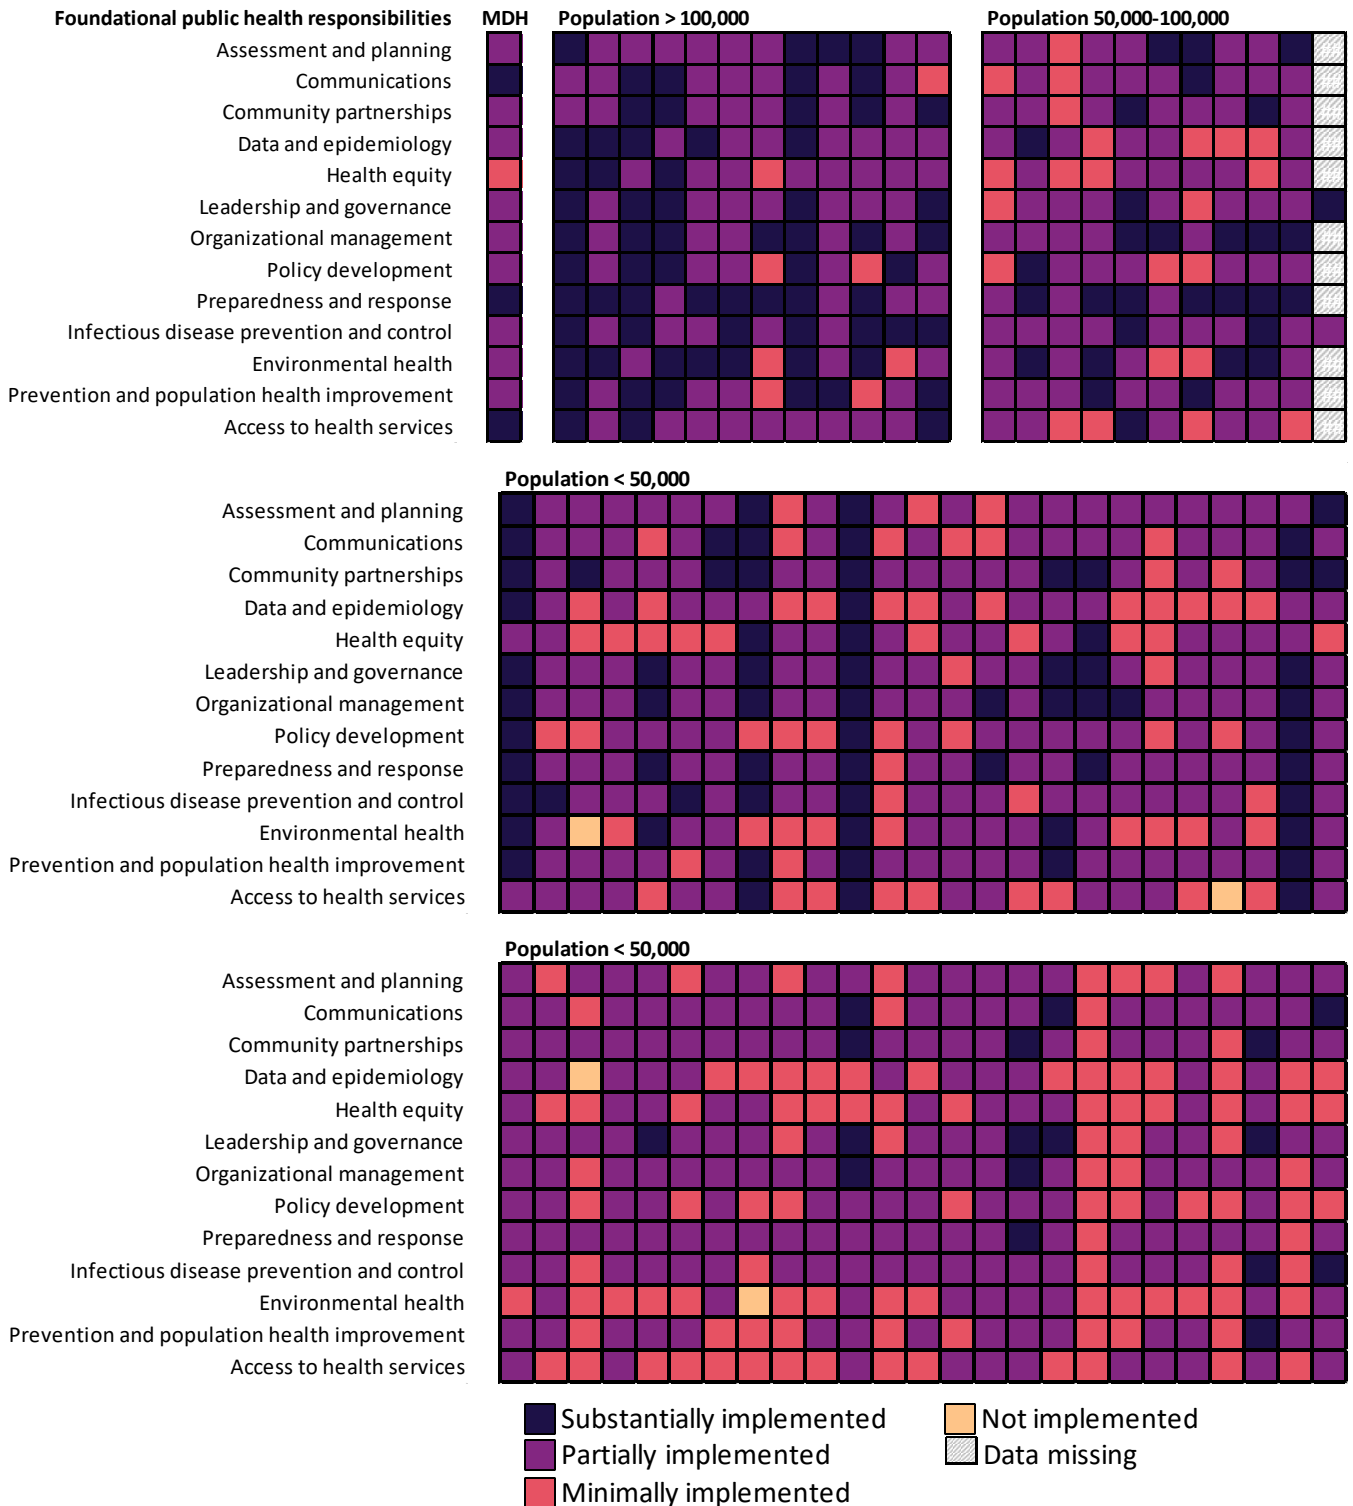 Foundational public health responsibilities MDH Population > 100,000 Population 50,000-100,000
Assessment and planning
Communications
Community partnerships
Data and epidemiology
Health equity
Leadership and governance
Organizational management
Policy development
Preparedness and response
Infectious disease prevention and control
Environmental health
Prevention and population health improvement
Access to health services
Population < 50,000
Assessment and planning
Communications
Community partnerships
Data and epidemiology
Health equity
Leadership and governance
Organizational management
Policy development
Preparedness and response
Infectious disease prevention and control
Environmental health
Prevention and population health improvement
Access to health services
Population < 50,000
Assessment and planning
Communications
Community partnerships
Data and epidemiology
Health equity
Leadership and governance
Organizational management
Policy development
Preparedness and response
Infectious disease prevention and control
Environmental health
Prevention and population health improvement
Access to health services
Substantially implemented Not implemented
Partially implemented Data missing
Minimally implemented